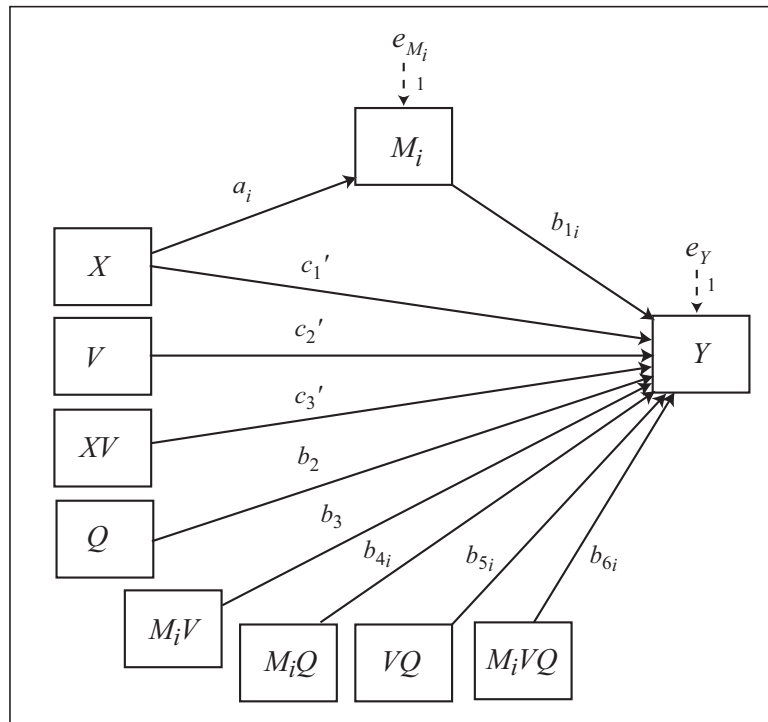 e_{M_i}
1
M_i
a_i
b_{1i}
X
c_1′
e_Y
1
V
c_2′
Y
XV
c_3′
b_2
Q
b_3
b_{4i}
b_{5i}
b_{6i}
M_iV
M_iQ
VQ
M_iVQ